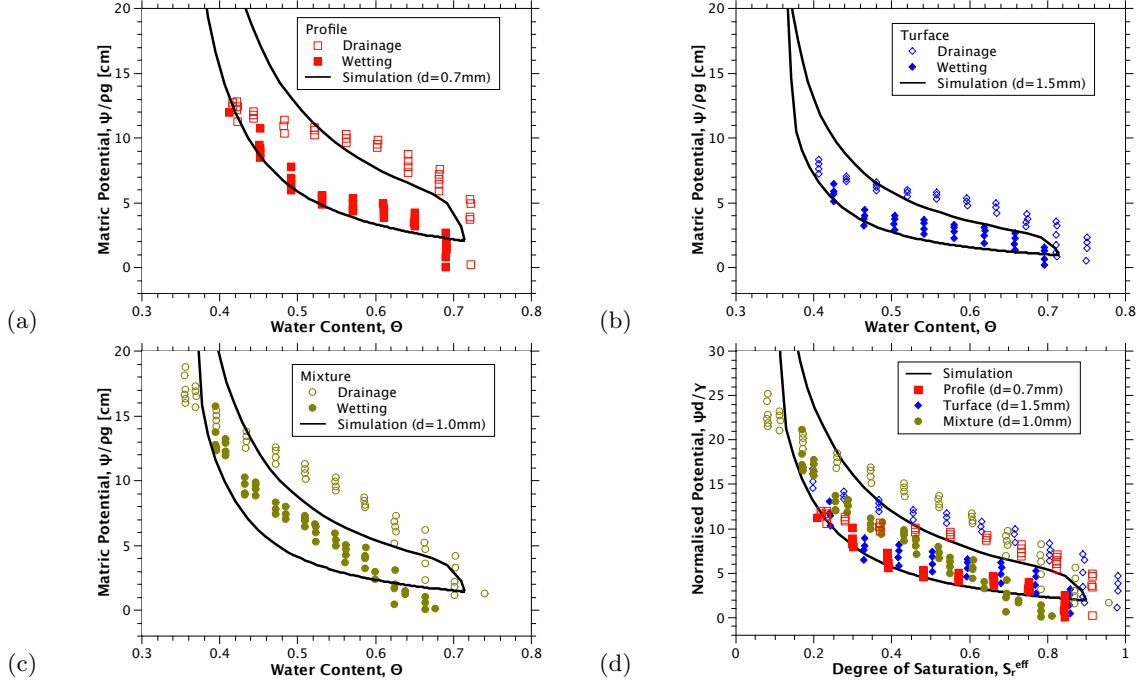 Profile
Drainage
Wetting
Simulation (d=0.7mm)
Matric Potential, ψ/ρg [cm]
20
15
10
5
0
0.3 0.4 0.5 0.6 0.7 0.8
Water Content, Θ
(a)
Turface
Drainage
Wetting
Simulation (d=1.5mm)
Matric Potential, ψ/ρg [cm]
20
15
10
5
0
0.3 0.4 0.5 0.6 0.7 0.8
Water Content, Θ
(b)
Mixture
Drainage
Wetting
Simulation (d=1.0mm)
Matric Potential, ψ/ρg [cm]
20
15
10
5
0
0.3 0.4 0.5 0.6 0.7 0.8
Water Content, Θ
(c)
Simulation
Profile (d=0.7mm)
Turface (d=1.5mm)
Mixture (d=1.0mm)
Normalised Potential, ψd/γ
30
25
20
15
10
5
0
0 0.2 0.4 0.6 0.8 1
Degree of Saturation, Sᵣᵉᶠᶠ
(d)